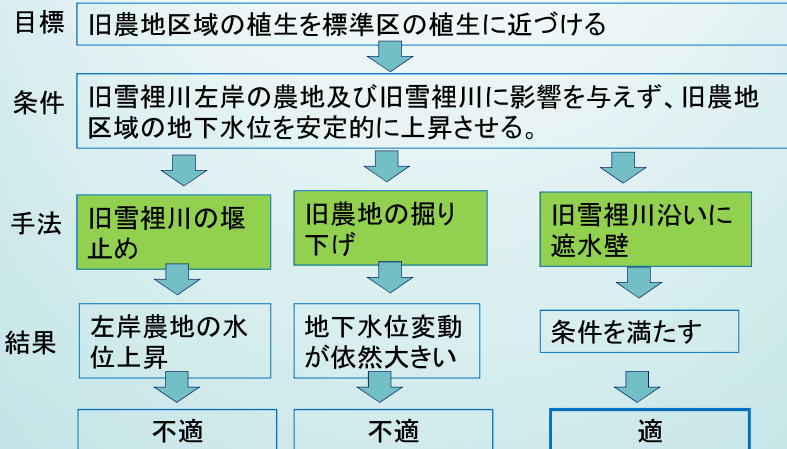 目標
旧農地区域の植生を標準区の植生に近づける
条件
旧雪裡川左岸の農地及び旧雪裡川に影響を与えず、旧農地
区域の地下水位を安定的に上昇させる。
手法
旧雪裡川の堰
止め
旧農地の掘り
下げ
旧雪裡川沿いに
遮水壁
結果
左岸農地の水
位上昇
地下水位変動
が依然大きい
条件を満たす
不適
不適
適